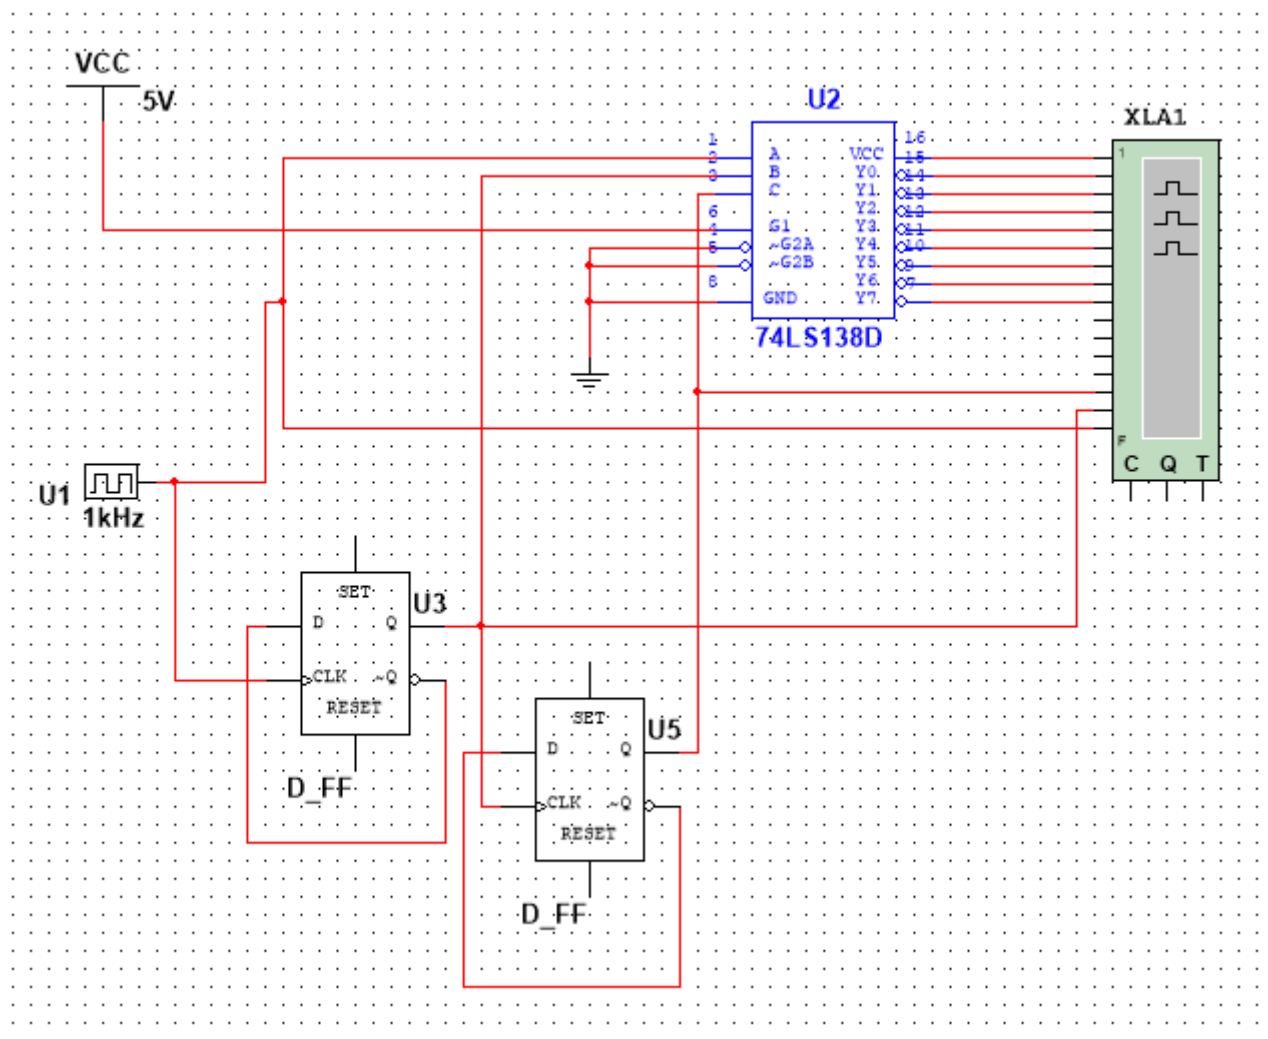 VCC
5V
U2
XLA1
1
16
2
A
VCC
15
3
B
Y0
14
C
Y1
13
6
Y2
12
4
G1
Y3
11
5
~G2A
Y4
10
~G2B
Y5
9
8
Y6
7
GND
Y7
74LS138D
1
F
C Q T
U1
1kHz
SET
U3
D Q
CLK ~Q
RESET
D_FF
SET
U5
D Q
CLK ~Q
RESET
D_FF